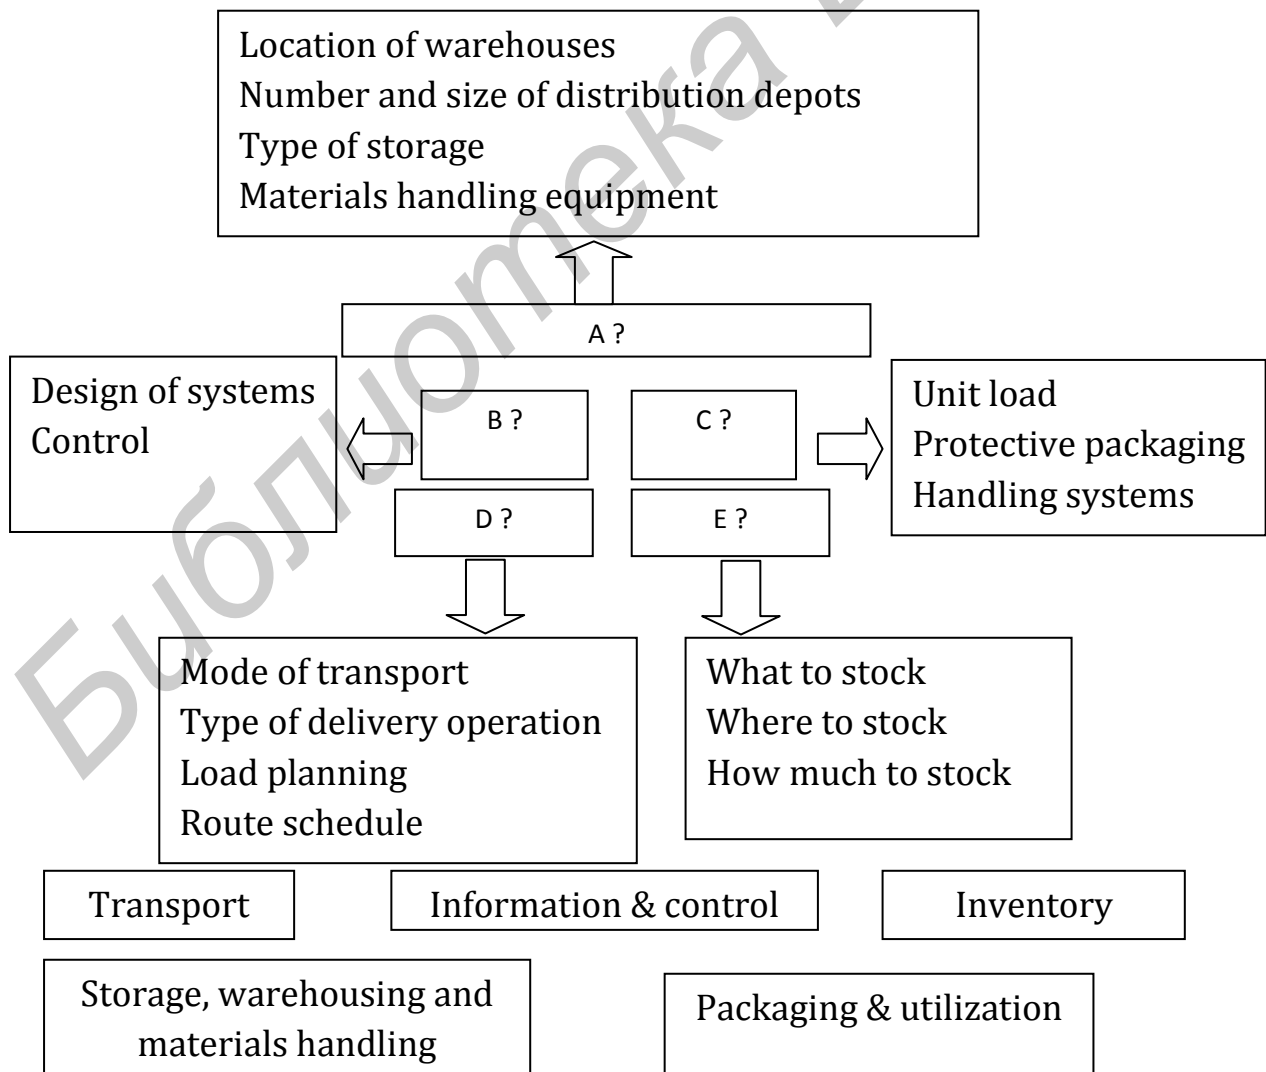 Библиотека
Location of warehouses
Number and size of distribution depots
Type of storage
Materials handling equipment
A ?
Design of systems
Control
B ?
C ?
Unit load
Protective packaging
Handling systems
D ?
E ?
Mode of transport
Type of delivery operation
Load planning
Route schedule
What to stock
Where to stock
How much to stock
Transport
Information & control
Inventory
Storage, warehousing and
materials handling
Packaging & utilization